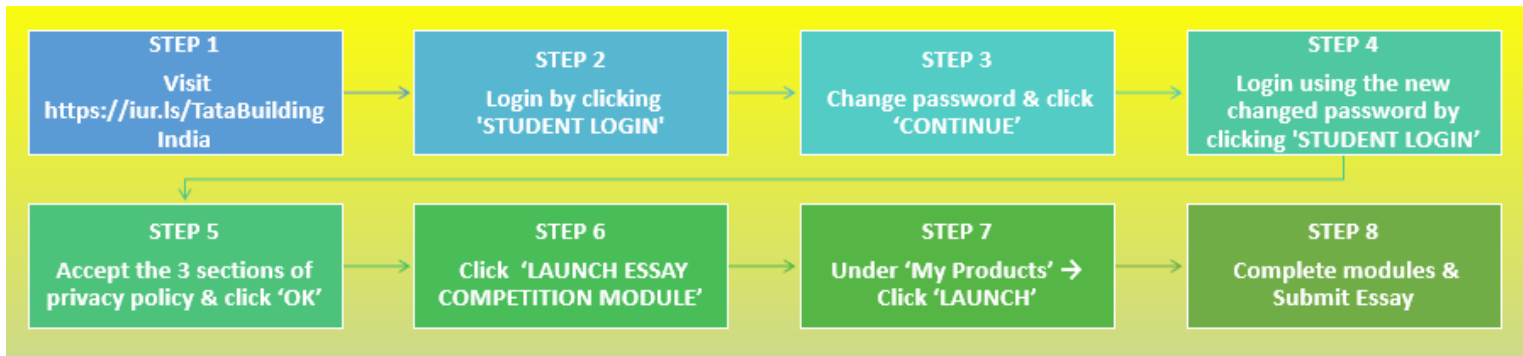 STEP 1
Visit
https://iur.ls/TataBuilding
India
STEP 2
Login by clicking
'STUDENT LOGIN'
STEP 3
Change password & click
‘CONTINUE’
STEP 4
Login using the new
changed password by
clicking 'STUDENT LOGIN’
STEP 5
Accept the 3 sections of
privacy policy & click ‘OK’
STEP 6
Click ‘LAUNCH ESSAY
COMPETITION MODULE’
STEP 7
Under ‘My Products’ →
Click ‘LAUNCH’
STEP 8
Complete modules &
Submit Essay